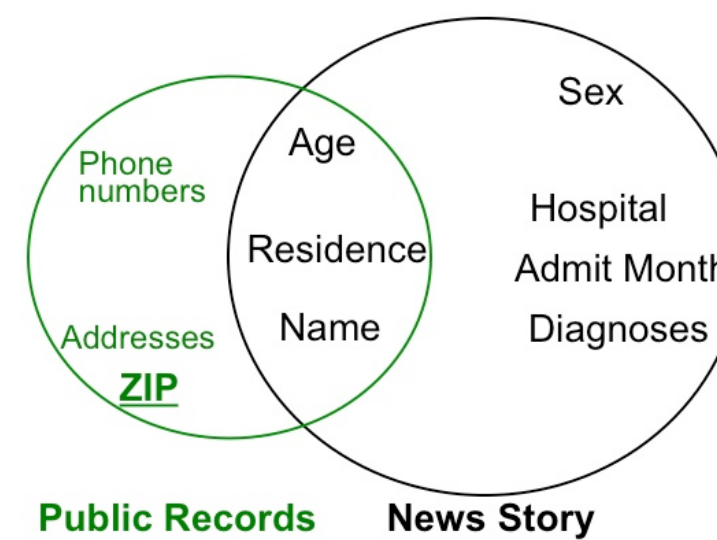 Sex
Age
Phone
numbers
Hospital
Residence
Admit Month
Name
Diagnoses
Addresses
ZIP
Public Records
News Story